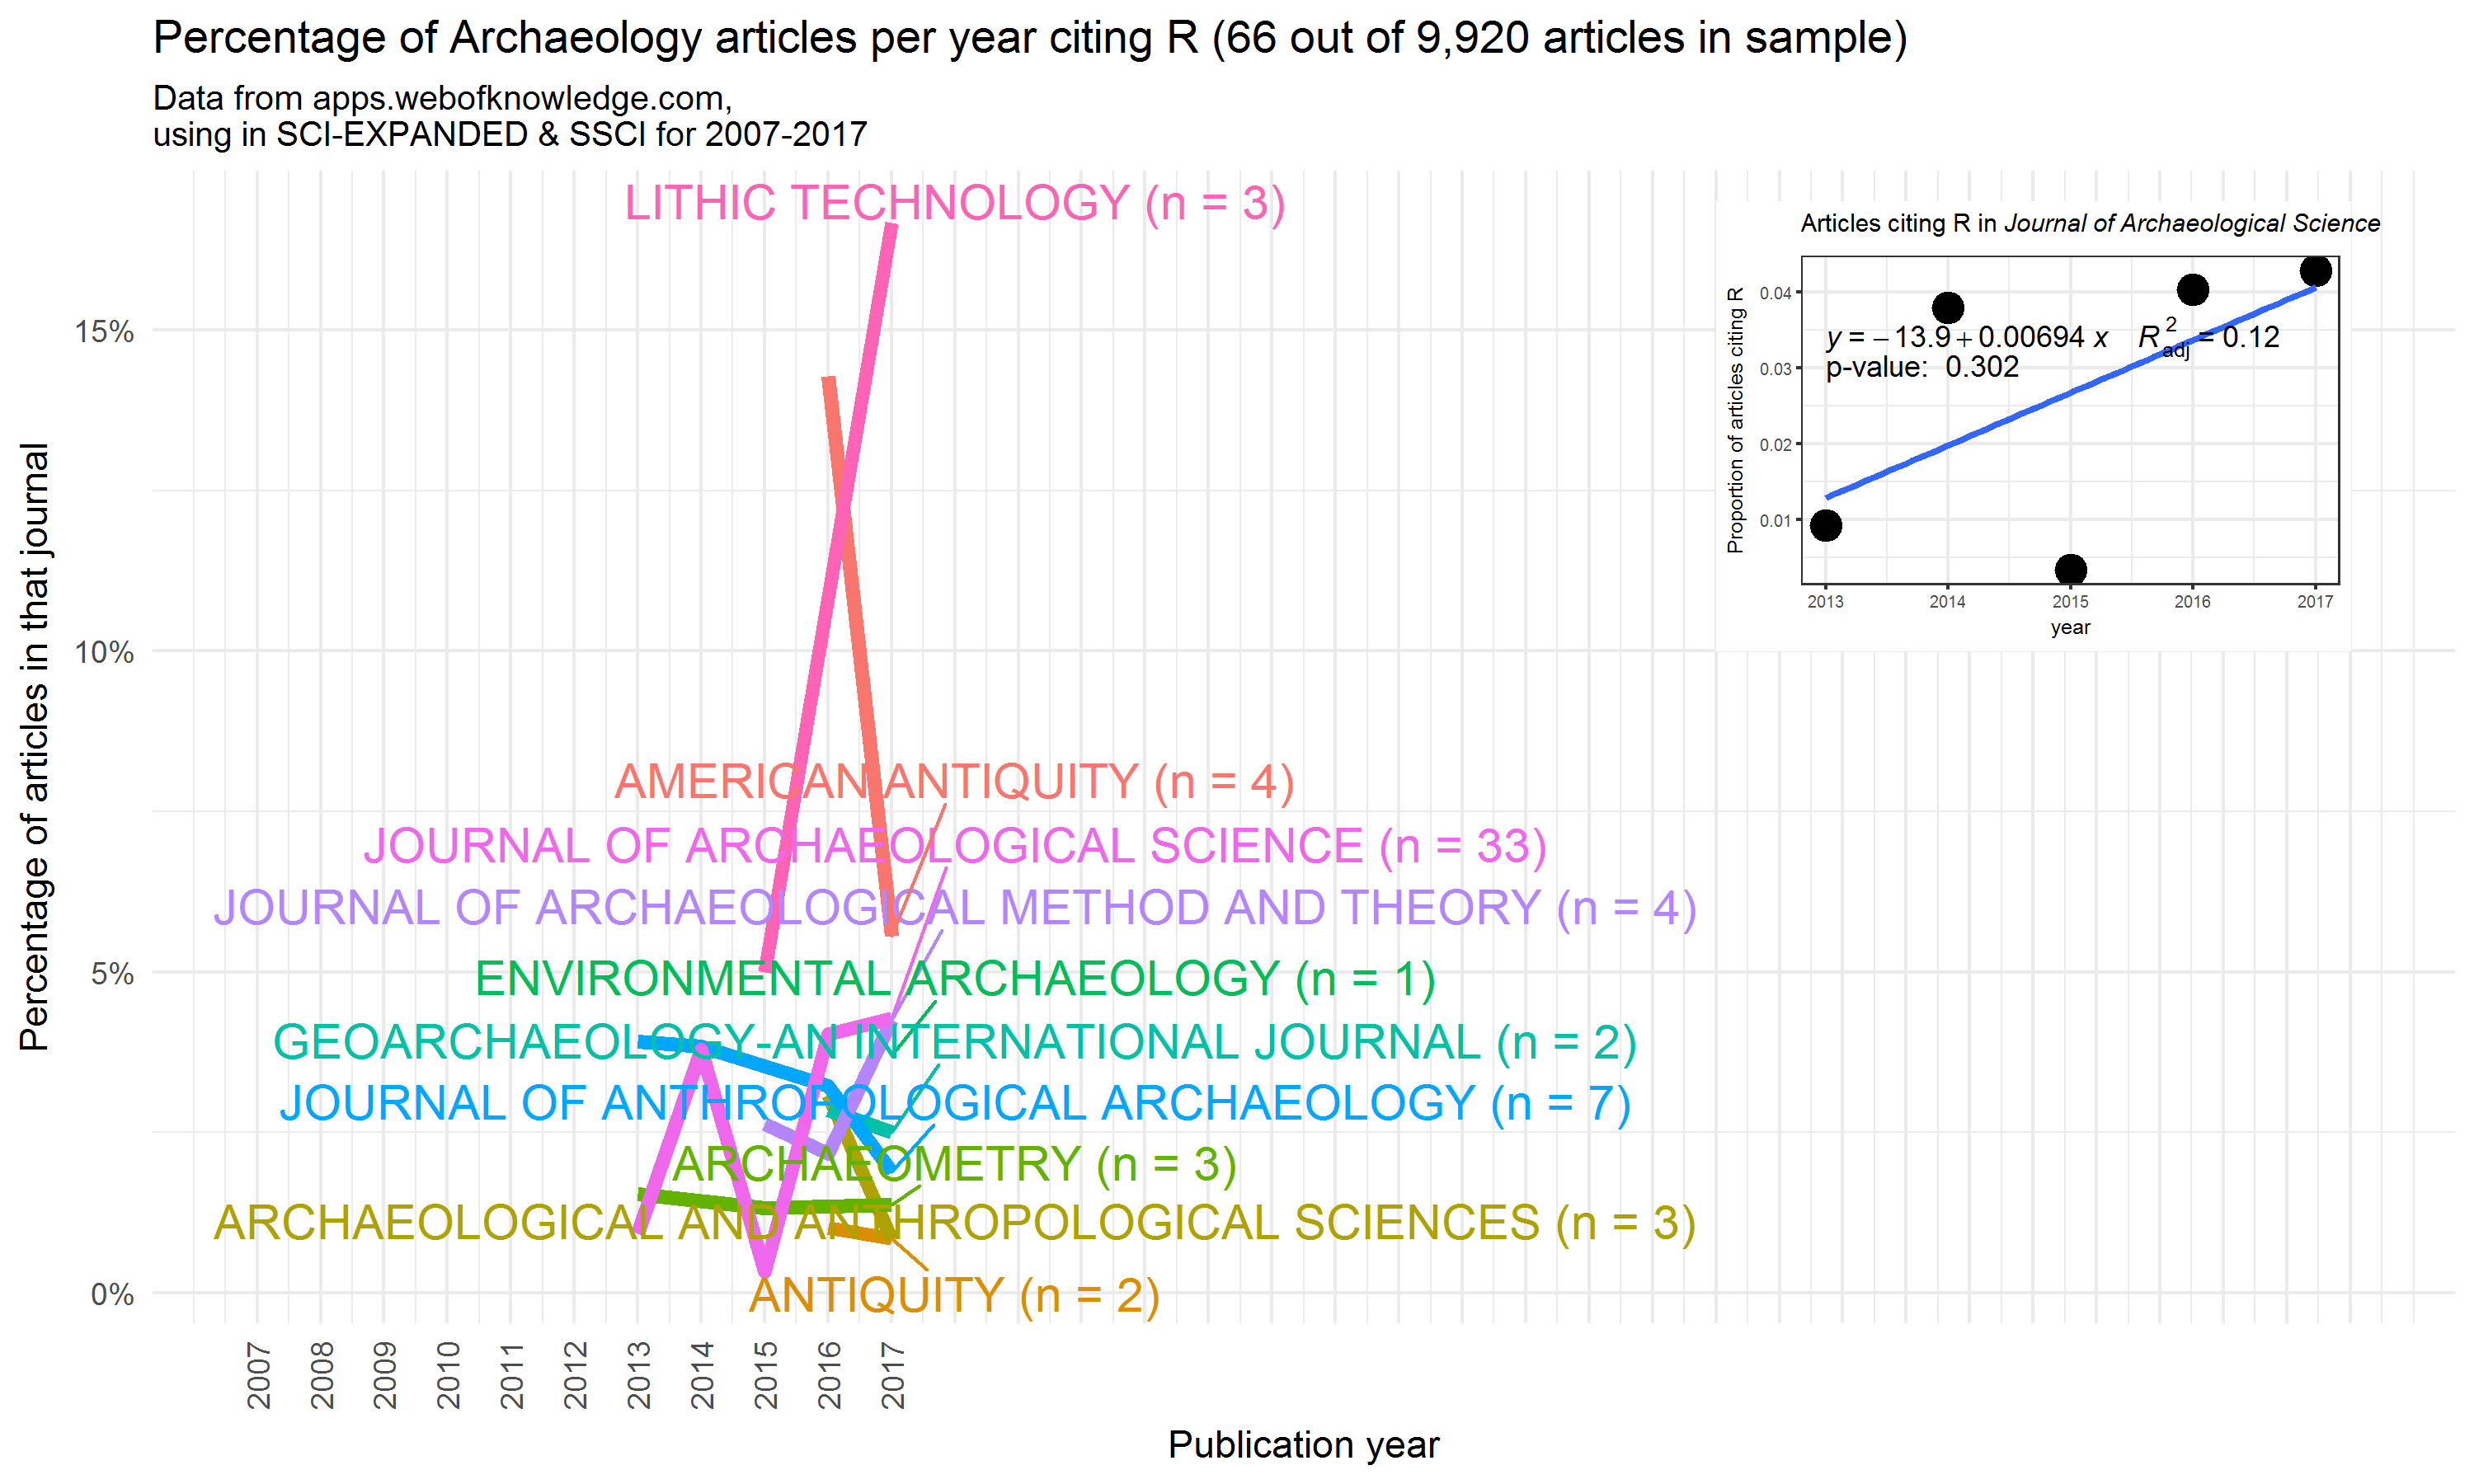 Percentage of Archaeology articles per year citing R (66 out of 9,920 articles in sample)
Data from apps.webofknowledge.com,
using in SCI-EXPANDED & SSCI for 2007-2017
Percentage of articles in that journal
15%
10%
5%
0%
LITHIC TECHNOLOGY (n = 3)
AMERICAN ANTIQUITY (n = 4)
JOURNAL OF ARCHAEOLOGICAL SCIENCE (n = 33)
JOURNAL OF ARCHAEOLOGICAL METHOD AND THEORY (n = 4)
ENVIRONMENTAL ARCHAEOLOGY (n = 1)
GEOARCHAEOLOGY-AN INTERNATIONAL JOURNAL (n = 2)
JOURNAL OF ANTHROPOLOGICAL ARCHAEOLOGY (n = 7)
ARCHAEOMETRY (n = 3)
ARCHAEOLOGICAL AND ANTHROPOLOGICAL SCIENCES (n = 3)
ANTIQUITY (n = 2)
2007 2008 2009 2010 2011 2012 2013 2014 2015 2016 2017
Publication year
Articles citing R in Journal of Archaeological Science
Proportion of articles citing R
0.04
0.03
0.02
0.01
y = −13.9 + 0.00694 x R²adj = 0.12
p-value: 0.302
2013 2014 2015 2016 2017
year